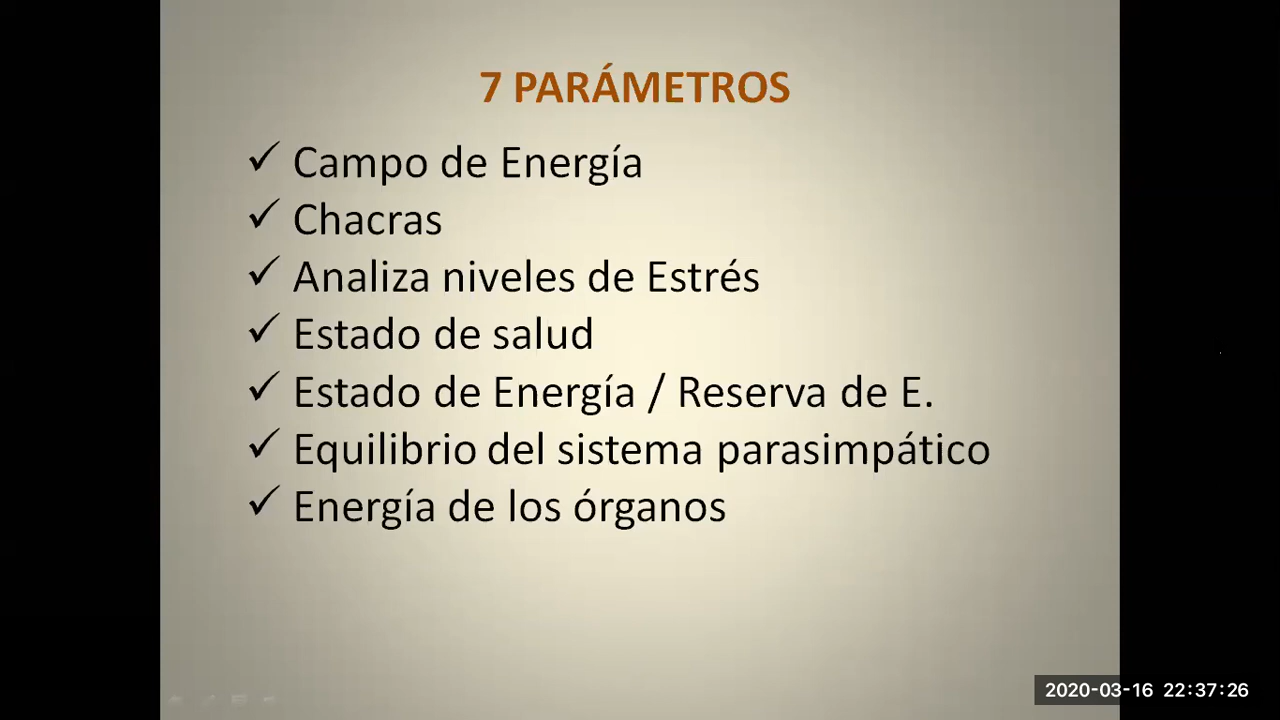 7 PARÁMETROS
✓ Campo de Energía
✓ Chacras
✓ Analiza niveles de Estrés
✓ Estado de salud
✓ Estado de Energía / Reserva de E.
✓ Equilibrio del sistema parasimpático
✓ Energía de los órganos
2020-03-16 22:37:26